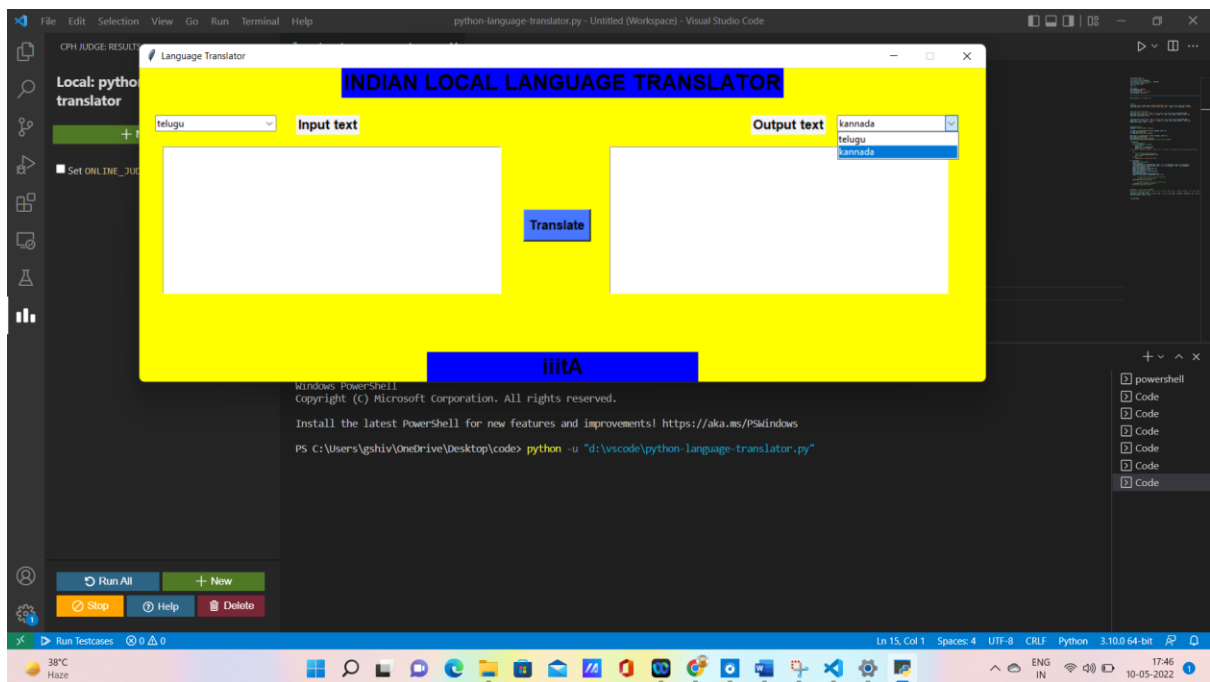 File Edit Selection View Go Run Terminal Help python-language-translator.py - Untitled (Workspace) - Visual Studio Code
CPH JUDGE: RESULTS
Language Translator
Local: python
translator
INDIAN LOCAL LANGUAGE TRANSLATOR
telugu Input text Output text kannada
telugu
kannada
Set ONLINE_JUD
Translate
iiitA
Windows PowerShell
Copyright (C) Microsoft Corporation. All rights reserved.
Install the latest PowerShell for new features and improvements! https://aka.ms/PSWindows
PS C:\Users\gshiv\OneDrive\Desktop\code> python -u "d:\vscode\python-language-translator.py"
powershell
Code
Code
Code
Code
Code
Code
Run All + New
Stop Help Delete
Run Testcases 0 0 Ln 15, Col 1 Spaces: 4 UTF-8 CRLF Python 3.10.0 64-bit
38°C
Haze
ENG
IN
17:46
10-05-2022
1